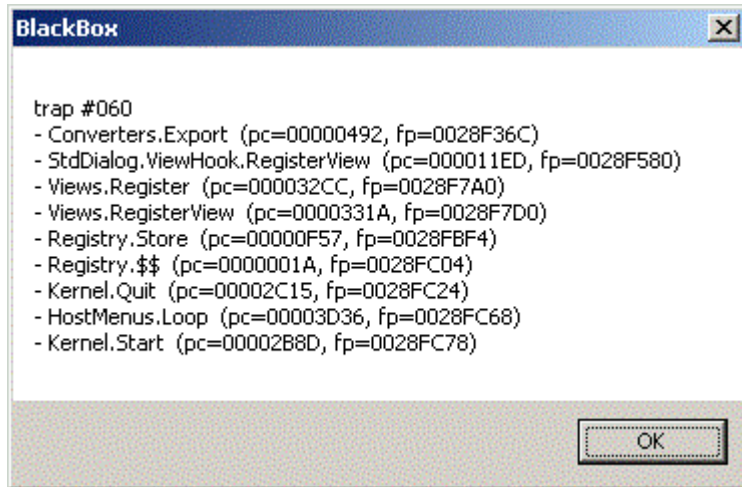 BlackBox
trap #060
- Converters.Export (pc=00000492, fp=0028F36C)
- StdDialog.ViewHook.RegisterView (pc=000011ED, fp=0028F580)
- Views.Register (pc=000032CC, fp=0028F7A0)
- Views.RegisterView (pc=0000331A, fp=0028F7D0)
- Registry.Store (pc=00000F57, fp=0028FBF4)
- Registry.$$ (pc=0000001A, fp=0028FC04)
- Kernel.Quit (pc=00002C15, fp=0028FC24)
- HostMenus.Loop (pc=00003D36, fp=0028FC68)
- Kernel.Start (pc=00002B8D, fp=0028FC78)
OK